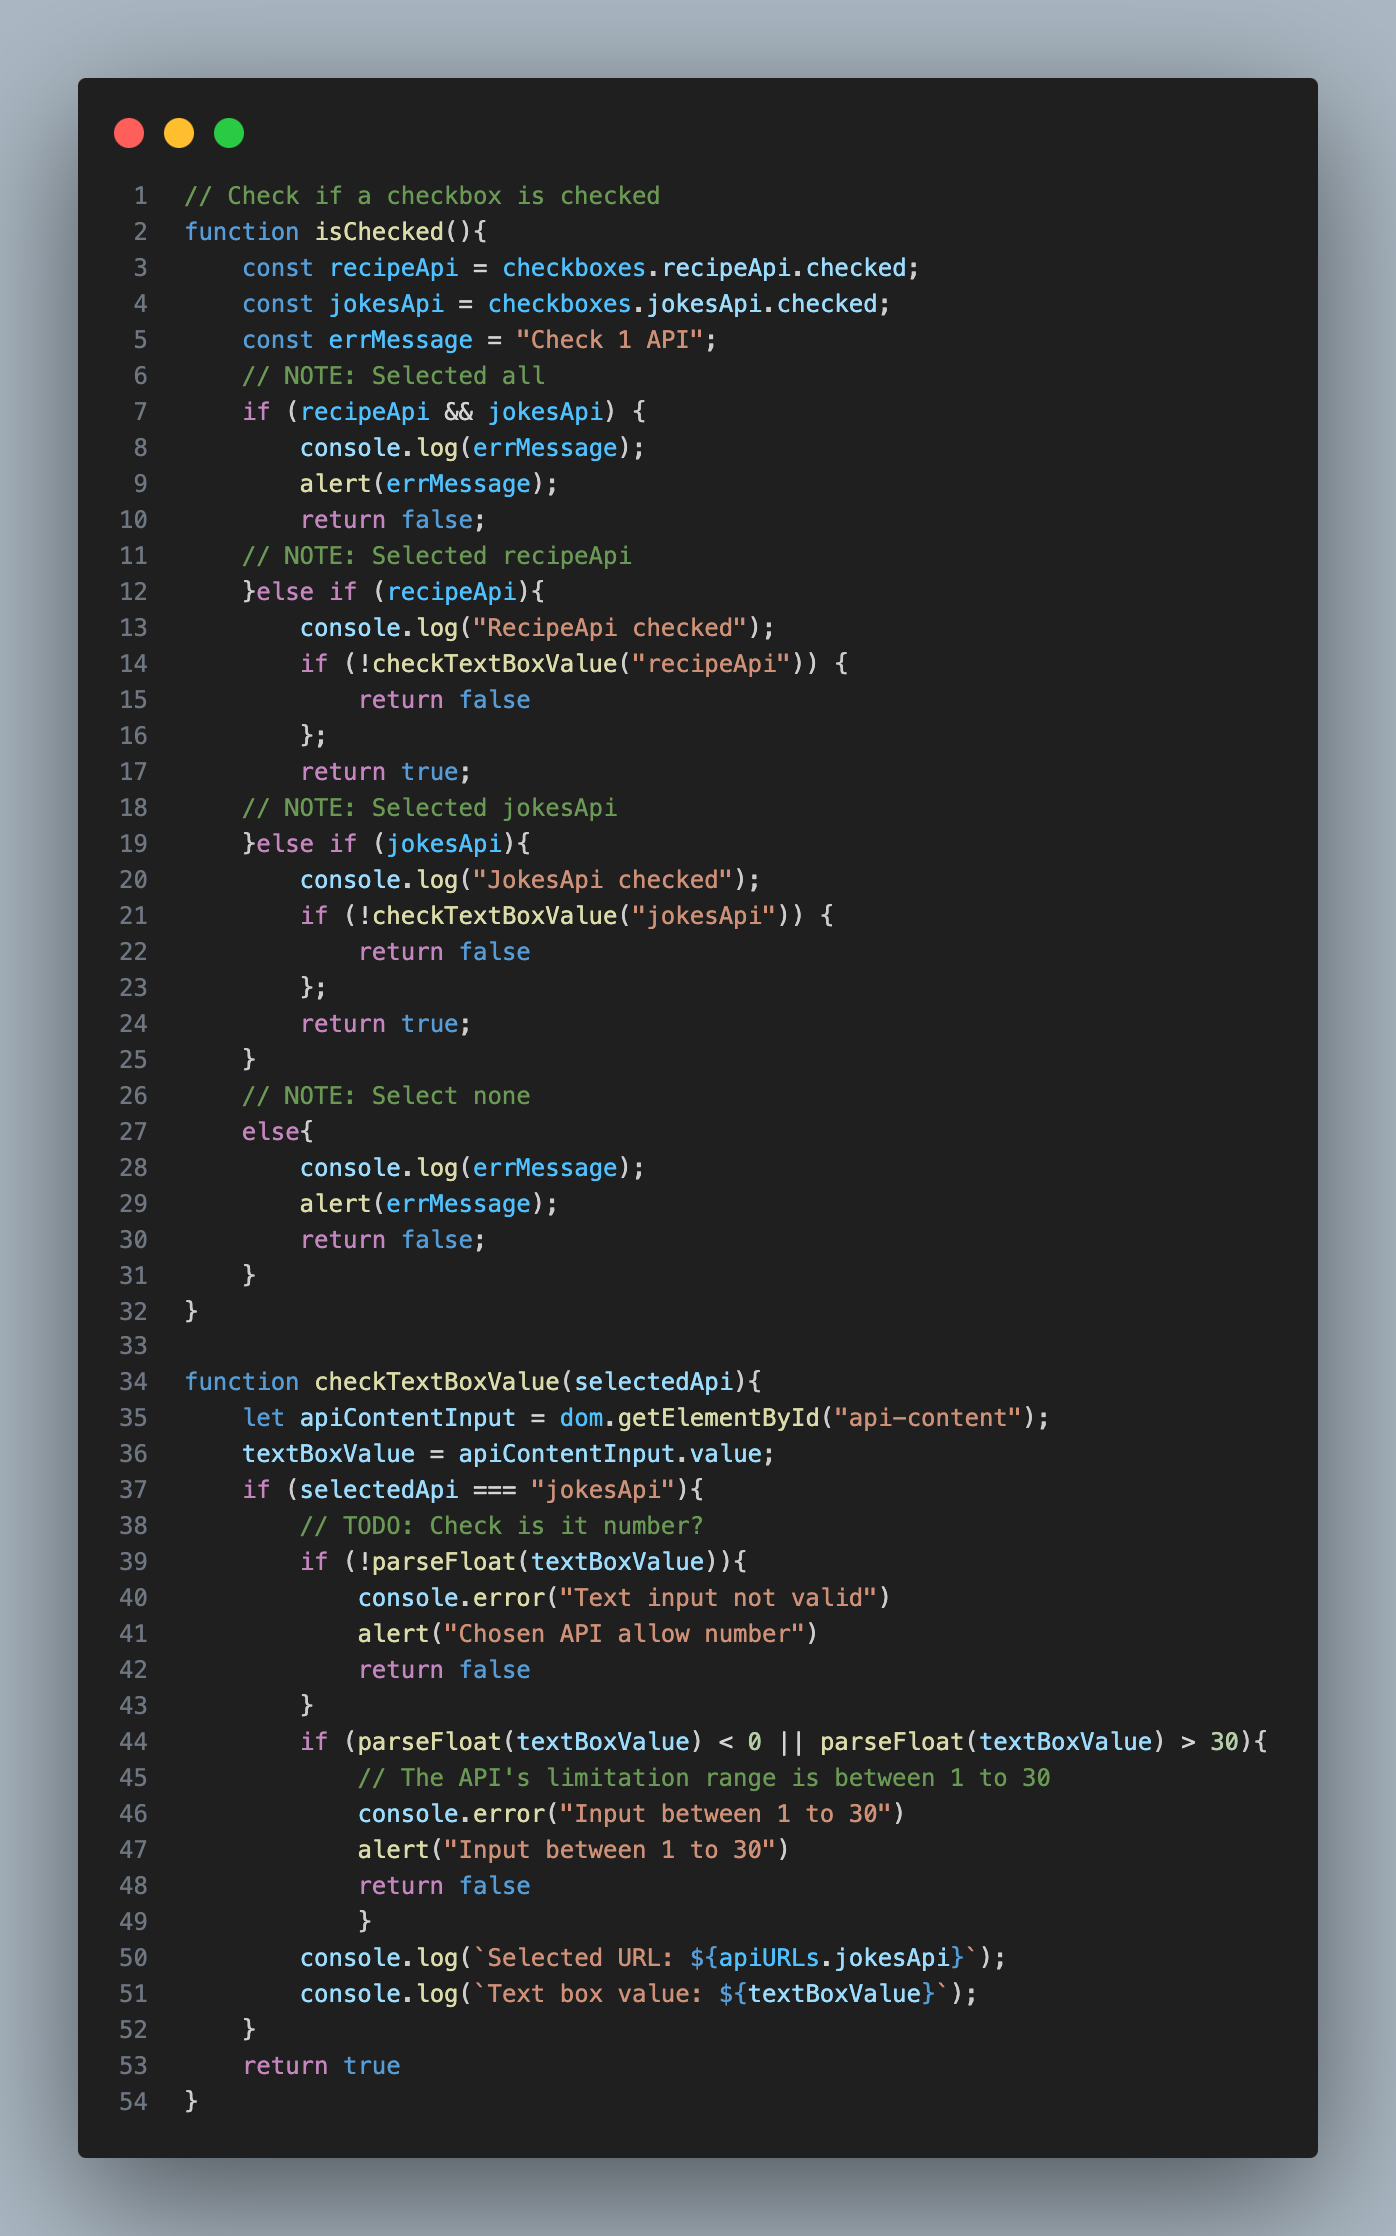 1 // Check if a checkbox is checked
2 function isChecked(){
3     const recipeApi = checkboxes.recipeApi.checked;
4     const jokesApi = checkboxes.jokesApi.checked;
5     const errMessage = "Check 1 API";
6     // NOTE: Selected all
7     if (recipeApi && jokesApi) {
8         console.log(errMessage);
9         alert(errMessage);
10         return false;
11     // NOTE: Selected recipeApi
12     }else if (recipeApi){
13         console.log("RecipeApi checked");
14         if (!checkTextBoxValue("recipeApi")) {
15             return false
16         };
17         return true;
18     // NOTE: Selected jokesApi
19     }else if (jokesApi){
20         console.log("JokesApi checked");
21         if (!checkTextBoxValue("jokesApi")) {
22             return false
23         };
24         return true;
25     }
26     // NOTE: Select none
27     else{
28         console.log(errMessage);
29         alert(errMessage);
30         return false;
31     }
32 }
33
34 function checkTextBoxValue(selectedApi){
35     let apiContentInput = dom.getElementById("api-content");
36     textBoxValue = apiContentInput.value;
37     if (selectedApi === "jokesApi"){
38         // TODO: Check is it number?
39         if (!parseFloat(textBoxValue)){
40             console.error("Text input not valid")
41             alert("Chosen API allow number")
42             return false
43         }
44         if (parseFloat(textBoxValue) < 0 || parseFloat(textBoxValue) > 30){
45             // The API's limitation range is between 1 to 30
46             console.error("Input between 1 to 30")
47             alert("Input between 1 to 30")
48             return false
49             }
50         console.log(`Selected URL: ${apiURLs.jokesApi}`);
51         console.log(`Text box value: ${textBoxValue}`);
52     }
53     return true
54 }